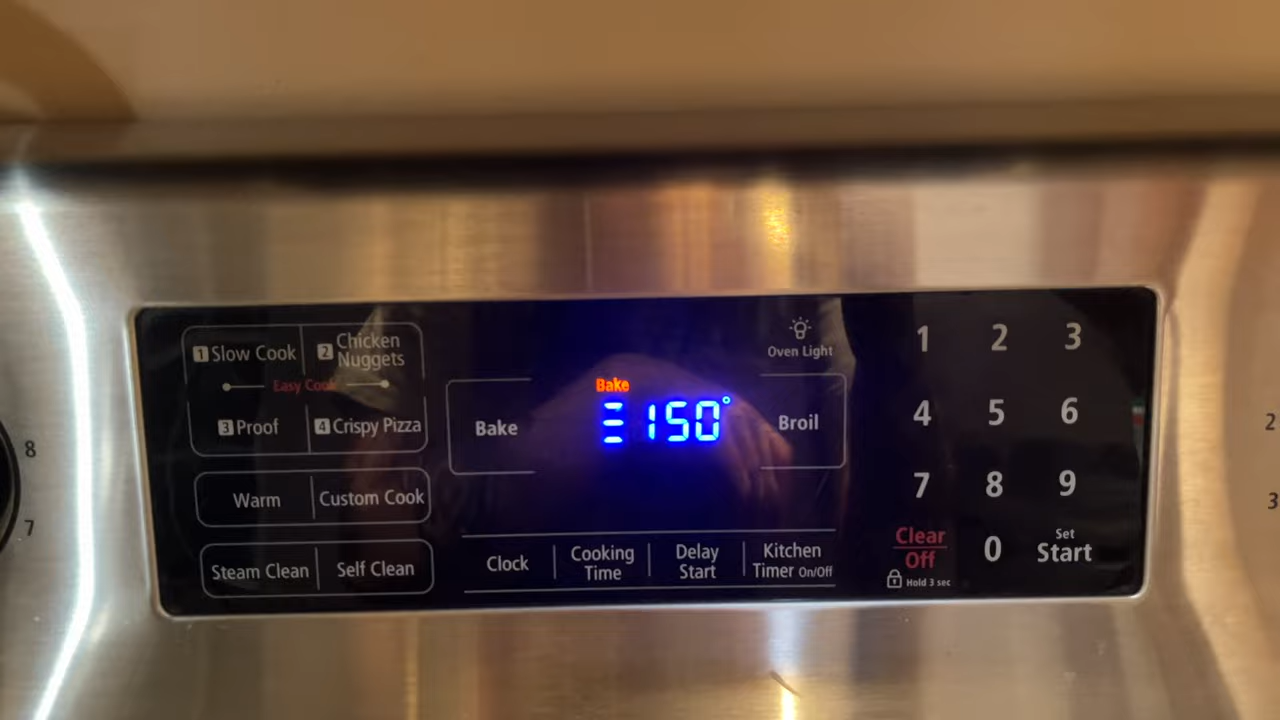 1 Slow Cook
2 Chicken Nuggets
Easy Cook
3 Proof
4 Crispy Pizza
Warm
Custom Cook
Steam Clean
Self Clean
Bake
Bake
150°
Oven Light
Broil
Clock
Cooking Time
Delay Start
Kitchen Timer On/Off
1 2 3
4 5 6
7 8 9
Clear
Off
Hold 3 sec
0
Set
Start
8
7
2
3